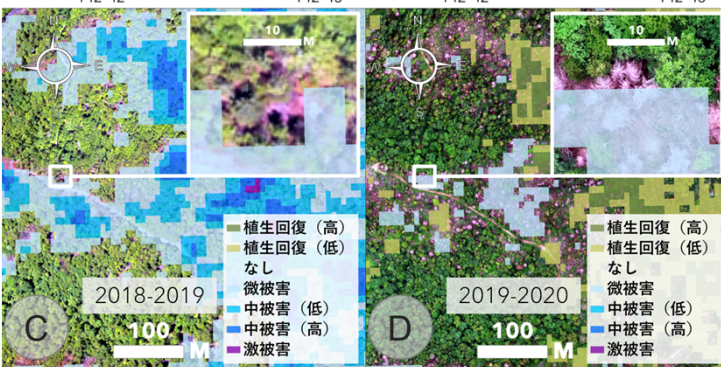 N
10
M
W
E
N
10
M
E
S
植生回復（高）
植生回復（低）
なし
微被害
中被害（低）
中被害（高）
激被害
2018-2019
C
100
M
植生回復（高）
植生回復（低）
なし
微被害
中被害（低）
中被害（高）
激被害
2019-2020
D
100
M